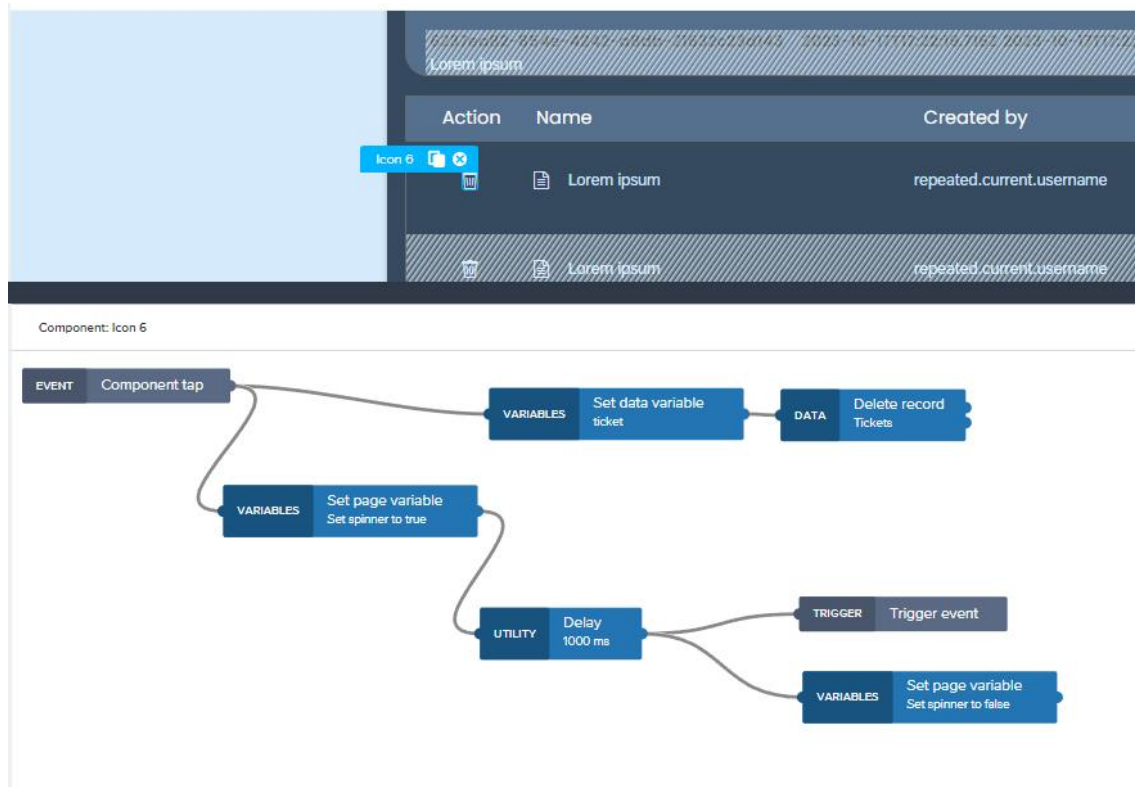 Lorem ipsum
Action Name Created by
Icon 6
Lorem ipsum repeated.current.username
Lorem ipsum repeated.current.username
Component: Icon 6
EVENT Component tap
VARIABLES Set data variable
ticket
DATA Delete record
Tickets
VARIABLES Set page variable
Set spinner to true
UTILITY Delay
1000 ms
TRIGGER Trigger event
VARIABLES Set page variable
Set spinner to false